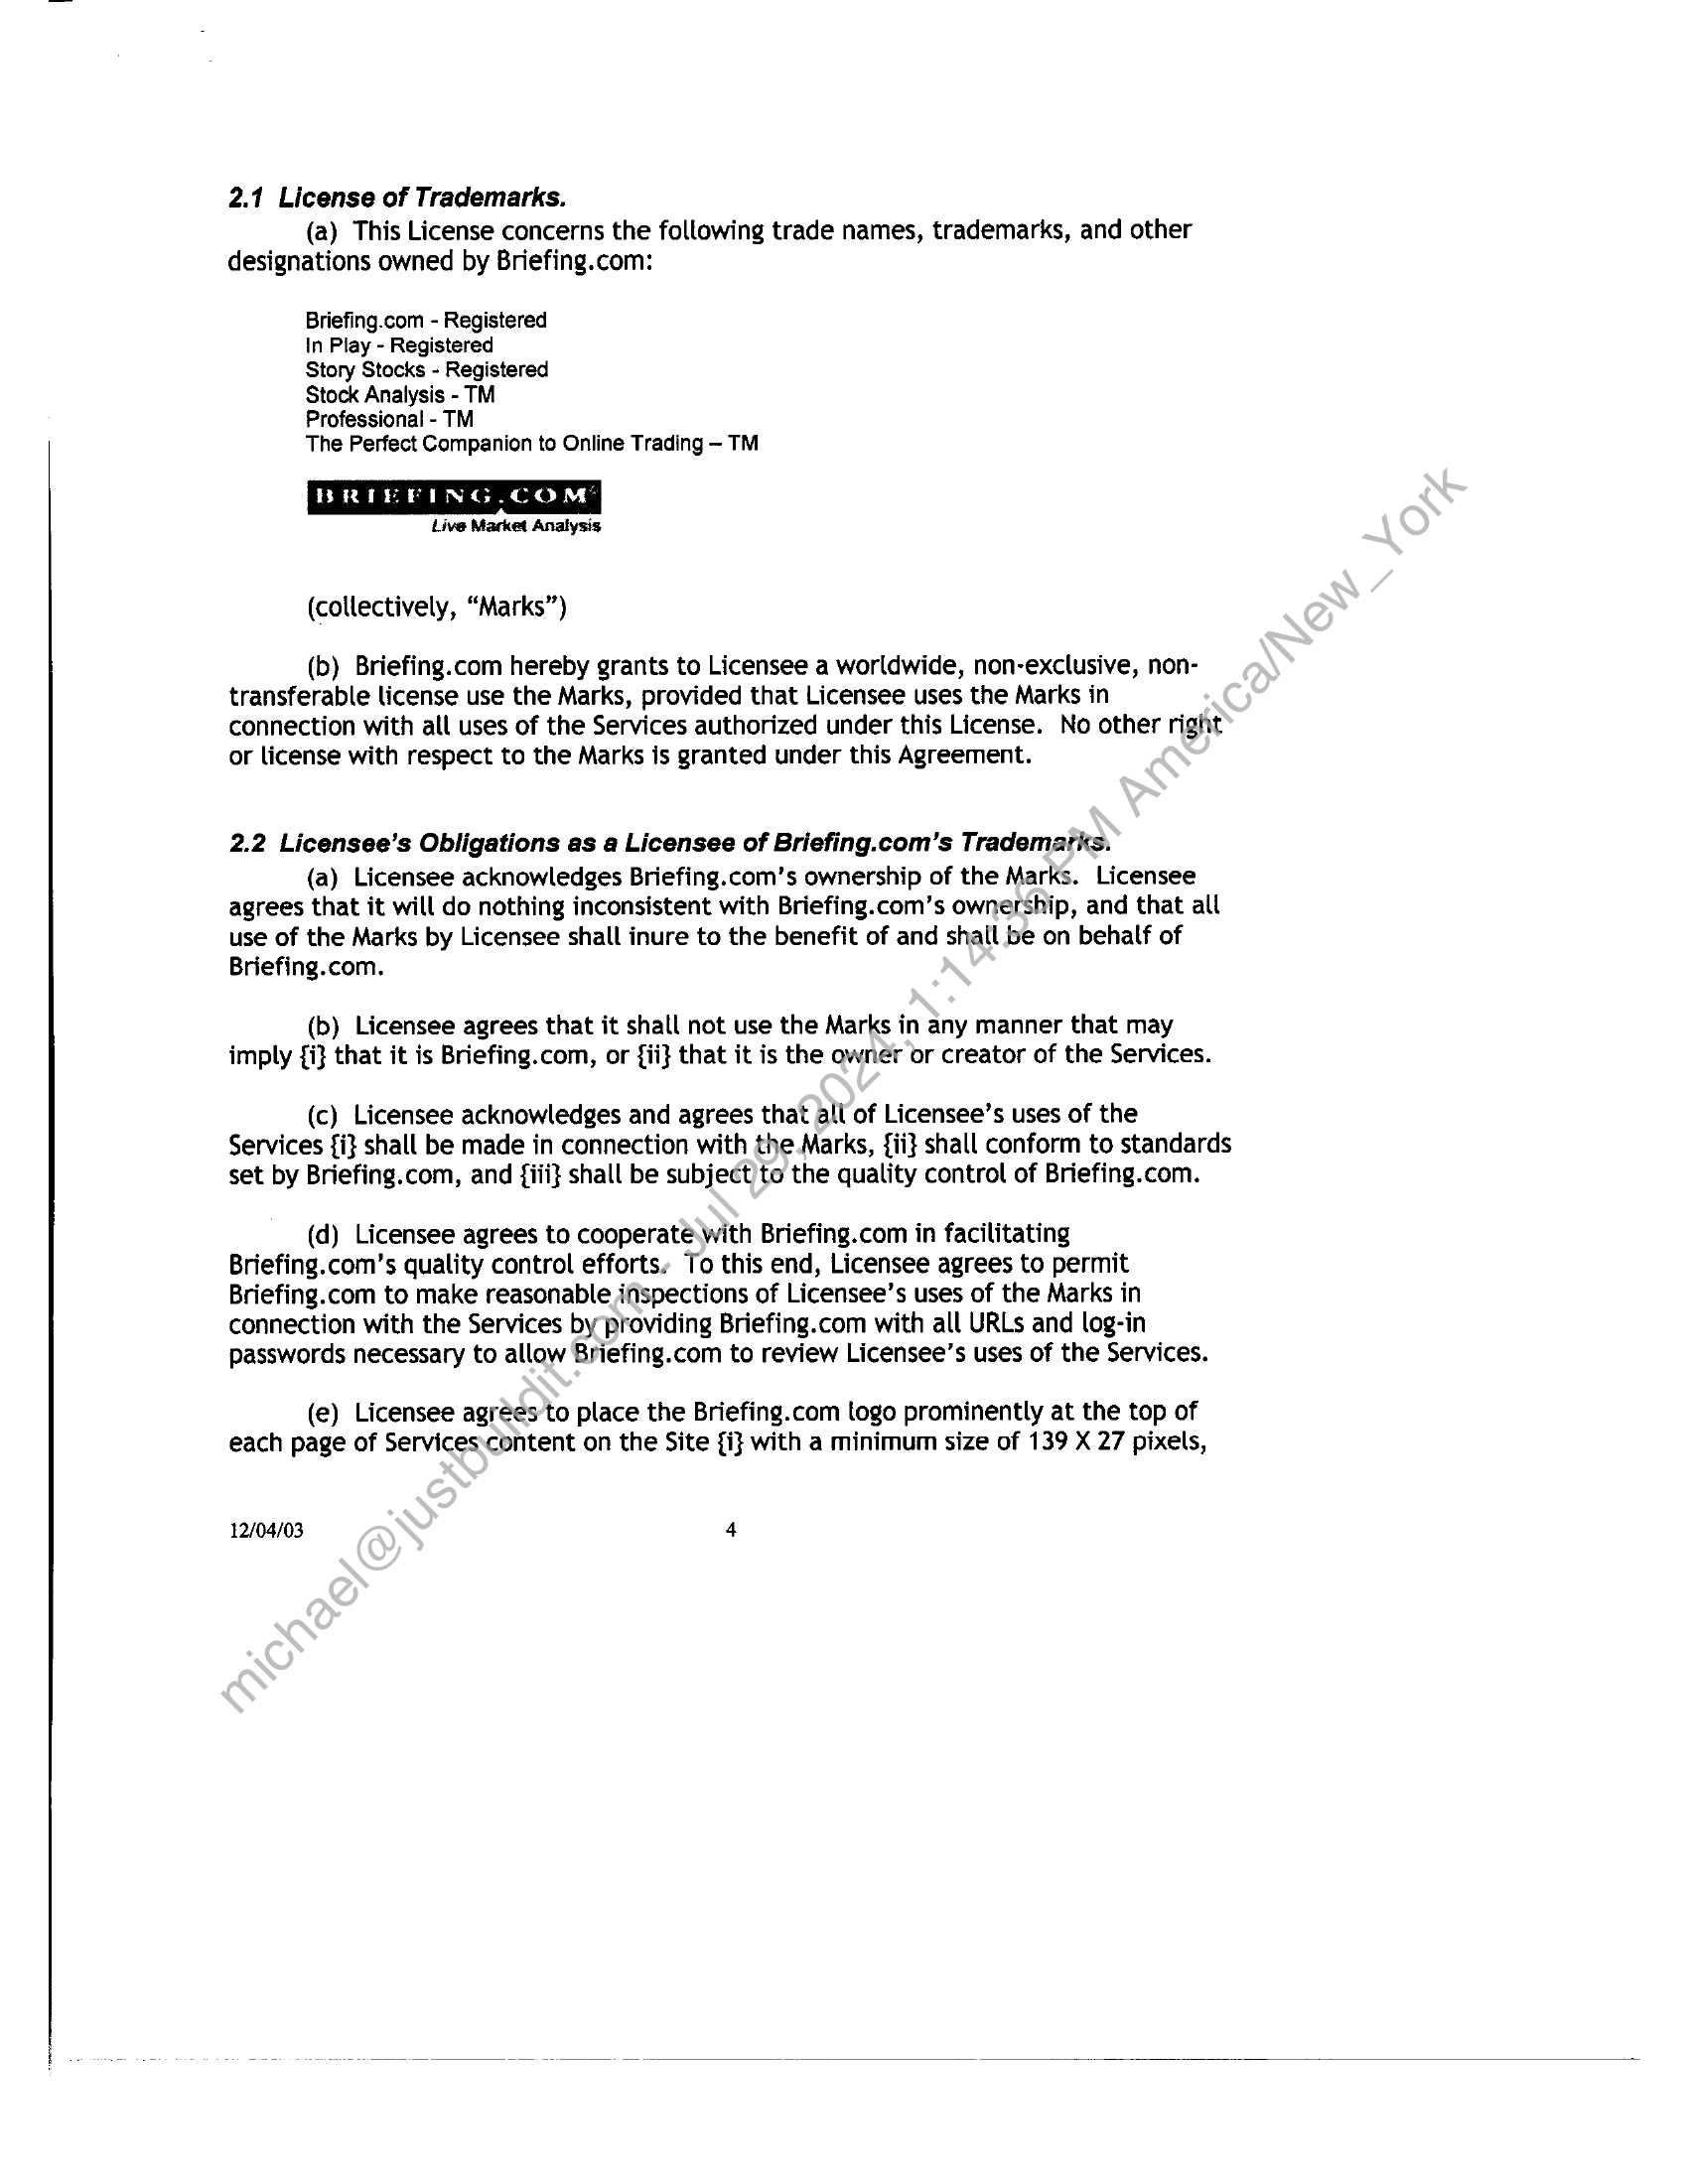 2.1 License of Trademarks.
(a) This License concerns the following trade names, trademarks, and other
designations owned by Briefing.com:
Briefing.com - Registered
In Play - Registered
Story Stocks - Registered
Stock Analysis - TM
Professional - TM
The Perfect Companion to Online Trading – TM
BRIEFING.COM®
Live Market Analysis
(collectively, “Marks”)
(b) Briefing.com hereby grants to Licensee a worldwide, non-exclusive, non-
transferable license use the Marks, provided that Licensee uses the Marks in
connection with all uses of the Services authorized under this License. No other right
or license with respect to the Marks is granted under this Agreement.
2.2 Licensee’s Obligations as a Licensee of Briefing.com’s Trademarks.
(a) Licensee acknowledges Briefing.com’s ownership of the Marks. Licensee
agrees that it will do nothing inconsistent with Briefing.com’s ownership, and that all
use of the Marks by Licensee shall inure to the benefit of and shall be on behalf of
Briefing.com.
(b) Licensee agrees that it shall not use the Marks in any manner that may
imply {i} that it is Briefing.com, or {ii} that it is the owner or creator of the Services.
(c) Licensee acknowledges and agrees that all of Licensee’s uses of the
Services {i} shall be made in connection with the Marks, {ii} shall conform to standards
set by Briefing.com, and {iii} shall be subject to the quality control of Briefing.com.
(d) Licensee agrees to cooperate with Briefing.com in facilitating
Briefing.com’s quality control efforts. To this end, Licensee agrees to permit
Briefing.com to make reasonable inspections of Licensee’s uses of the Marks in
connection with the Services by providing Briefing.com with all URLs and log-in
passwords necessary to allow Briefing.com to review Licensee’s uses of the Services.
(e) Licensee agrees to place the Briefing.com logo prominently at the top of
each page of Services content on the Site {i} with a minimum size of 139 X 27 pixels,
12/04/03 4
michael@justbuildit.com - Jul 29, 2024, 1:14:36 PM America/New_York